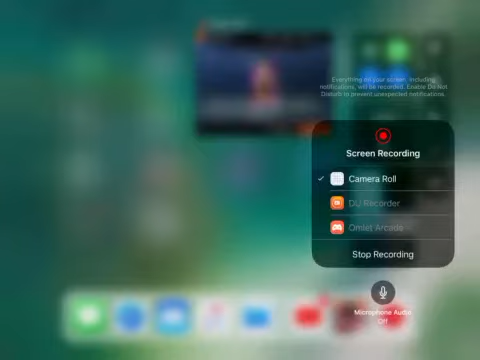 Everything on your screen, including
notifications, will be recorded. Enable Do Not
Disturb to prevent unexpected notifications.
Screen Recording
Camera Roll
DU Recorder
Omlet Arcade
Stop Recording
Microphone Audio
Off